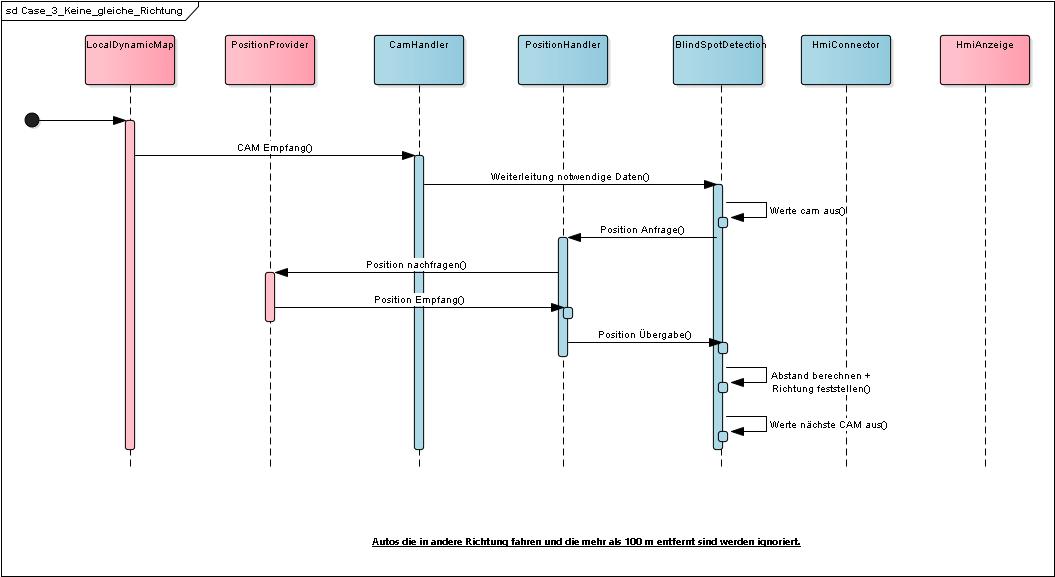 sd Case_3_Keine_gleiche_Richtung
LocalDynamicMap
PositionProvider
CamHandler
PositionHandler
BlindSpotDetection
HmiConnector
HmiAnzeige
CAM Empfang()
Weiterleitung notwendige Daten()
Werte cam aus()
Position Anfrage()
Position nachfragen()
Position Empfang()
Position Übergabe()
Abstand berechnen +
Richtung feststellen()
Werte nächste CAM aus()
Autos die in andere Richtung fahren und die mehr als 100 m entfernt sind werden ignoriert.